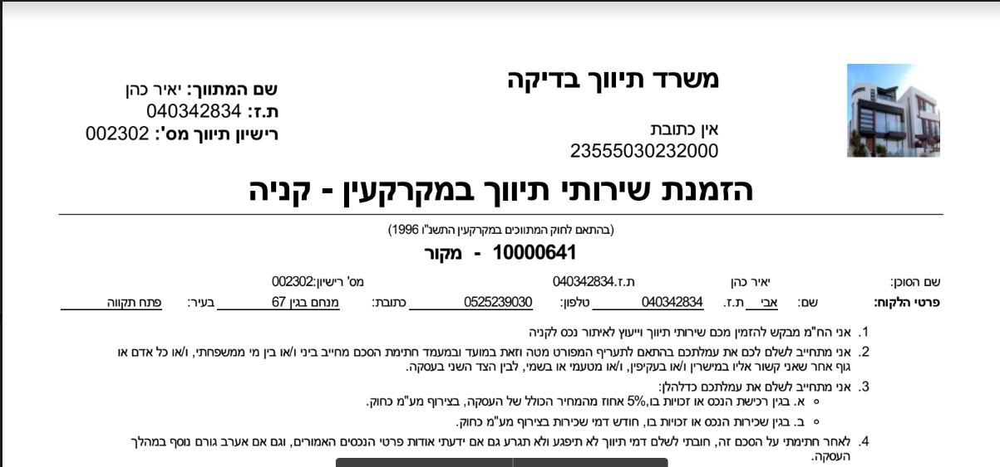 משרד תיווך בדיקה
אין כתובת
23555030232000
שם המתווך: יאיר כהן
ת.ז: 040342834
רישיון תיווך מס': 002302
הזמנת שירותי תיווך במקרקעין - קניה
(בהתאם לחוק המתווכים במקרקעין התשנ"ו 1996)
10000641 - מקור
שם הסוכן: יאיר כהן ת.ז.040342834 מס' רישיון:002302
פרטי הלקוח: שם: אבי ת.ז. 040342834 טלפון: 0525239030 כתובת: מנחם בגין 67 בעיר: פתח תקווה
1. אני הח"מ מבקש להזמין מכם שירותי תיווך וייעוץ לאיתור נכס לקניה
2. אני מתחייב לשלם לכם את עמלתכם בהתאם לתעריף המפורט מטה וזאת במועד ובמעמד חתימת הסכם מחייב ביני ו/או בין מי ממשפחתי, ו/או כל אדם או
גוף אחר שאני קשור אליו במישרין ו/או בעקיפין, ו/או מטעמי או בשמי, לבין הצד השני בעסקה.
3. אני מתחייב לשלם את עמלתכם כדלהלן:
◦ א. בגין רכישת הנכס או זכויות בו,5% אחוז מהמחיר הכולל של העסקה, בצירוף מע"מ כחוק.
◦ ב. בגין שכירות הנכס או זכויות בו, חודש דמי שכירות בצירוף מע"מ כחוק.
4. לאחר חתימתי על הסכם זה, חובתי לשלם דמי תיווך לא תיפגע ולא תגרע גם אם ידעתי אודות פרטי הנכסים האמורים, וגם אם אערב גורם נוסף במהלך
העסקה.